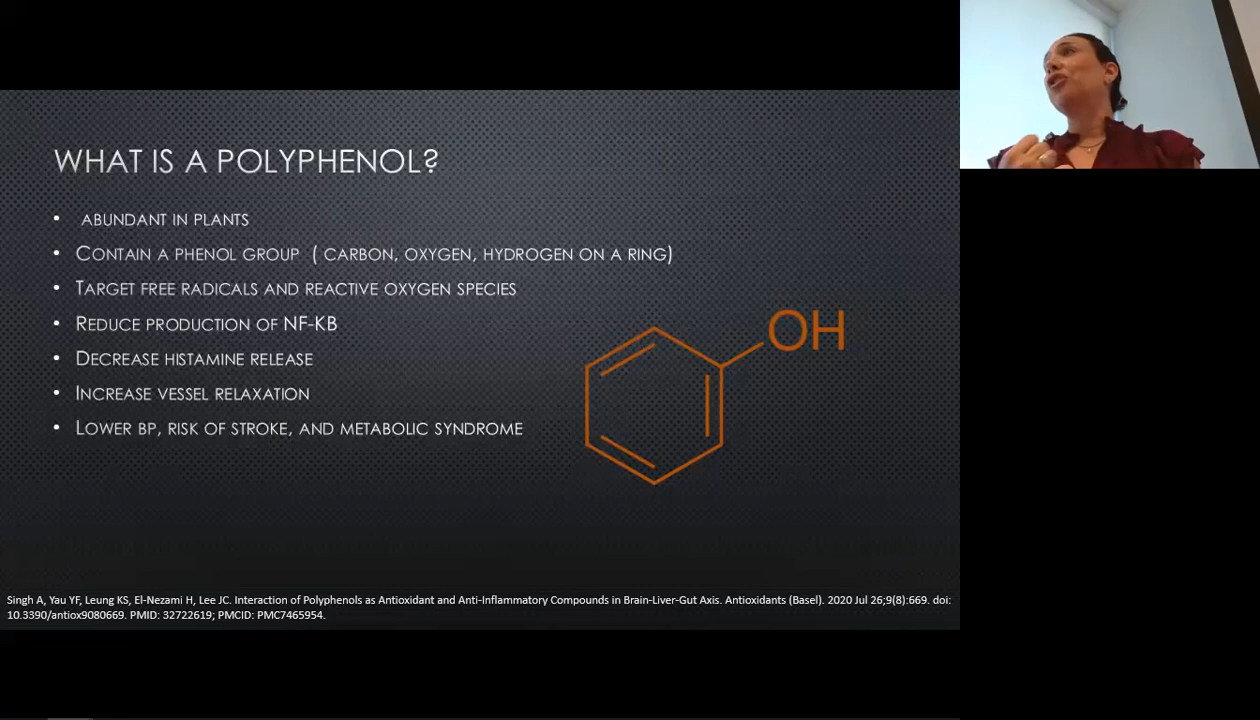 WHAT IS A POLYPHENOL?
• ABUNDANT IN PLANTS
• CONTAIN A PHENOL GROUP ( CARBON, OXYGEN, HYDROGEN ON A RING)
• TARGET FREE RADICALS AND REACTIVE OXYGEN SPECIES
• REDUCE PRODUCTION OF NF-KB
• DECREASE HISTAMINE RELEASE
• INCREASE VESSEL RELAXATION
• LOWER BP, RISK OF STROKE, AND METABOLIC SYNDROME
OH
Singh A, Yau YF, Leung KS, El-Nezami H, Lee JC. Interaction of Polyphenols as Antioxidant and Anti-Inflammatory Compounds in Brain-Liver-Gut Axis. Antioxidants (Basel). 2020 Jul 26;9(8):669. doi:
10.3390/antiox9080669. PMID: 32722619; PMCID: PMC7465954.